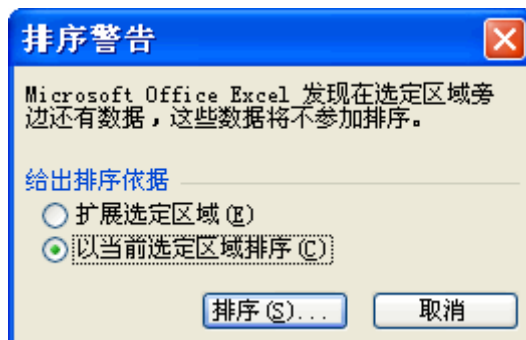 排序警告
Microsoft Office Excel 发现在选定区域旁
边还有数据，这些数据将不参加排序。
给出排序依据
扩展选定区域(E)
以当前选定区域排序(C)
排序(S)... 取消